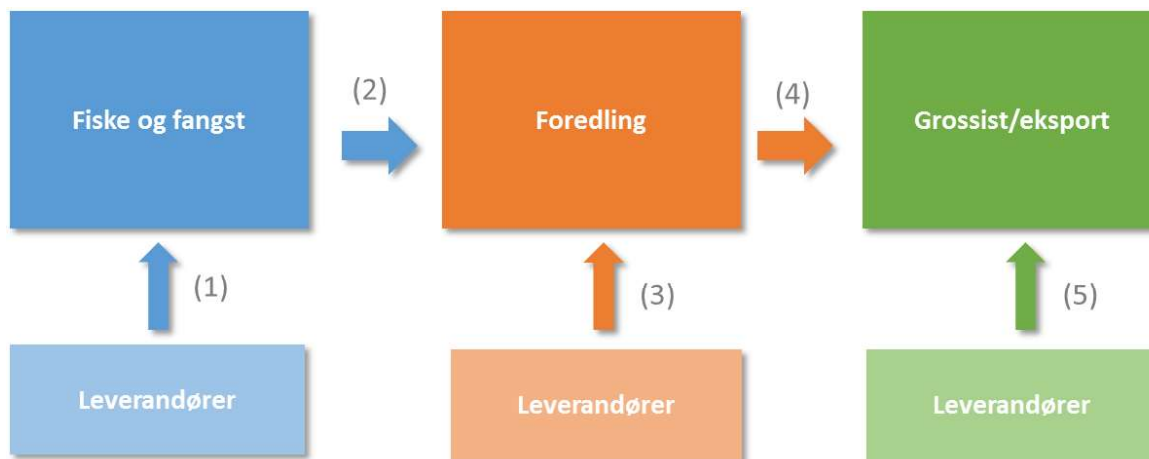 Fiske og fangst
(2)
Foredling
(4)
Grossist/eksport
(1)
(3)
(5)
Leverandører
Leverandører
Leverandører